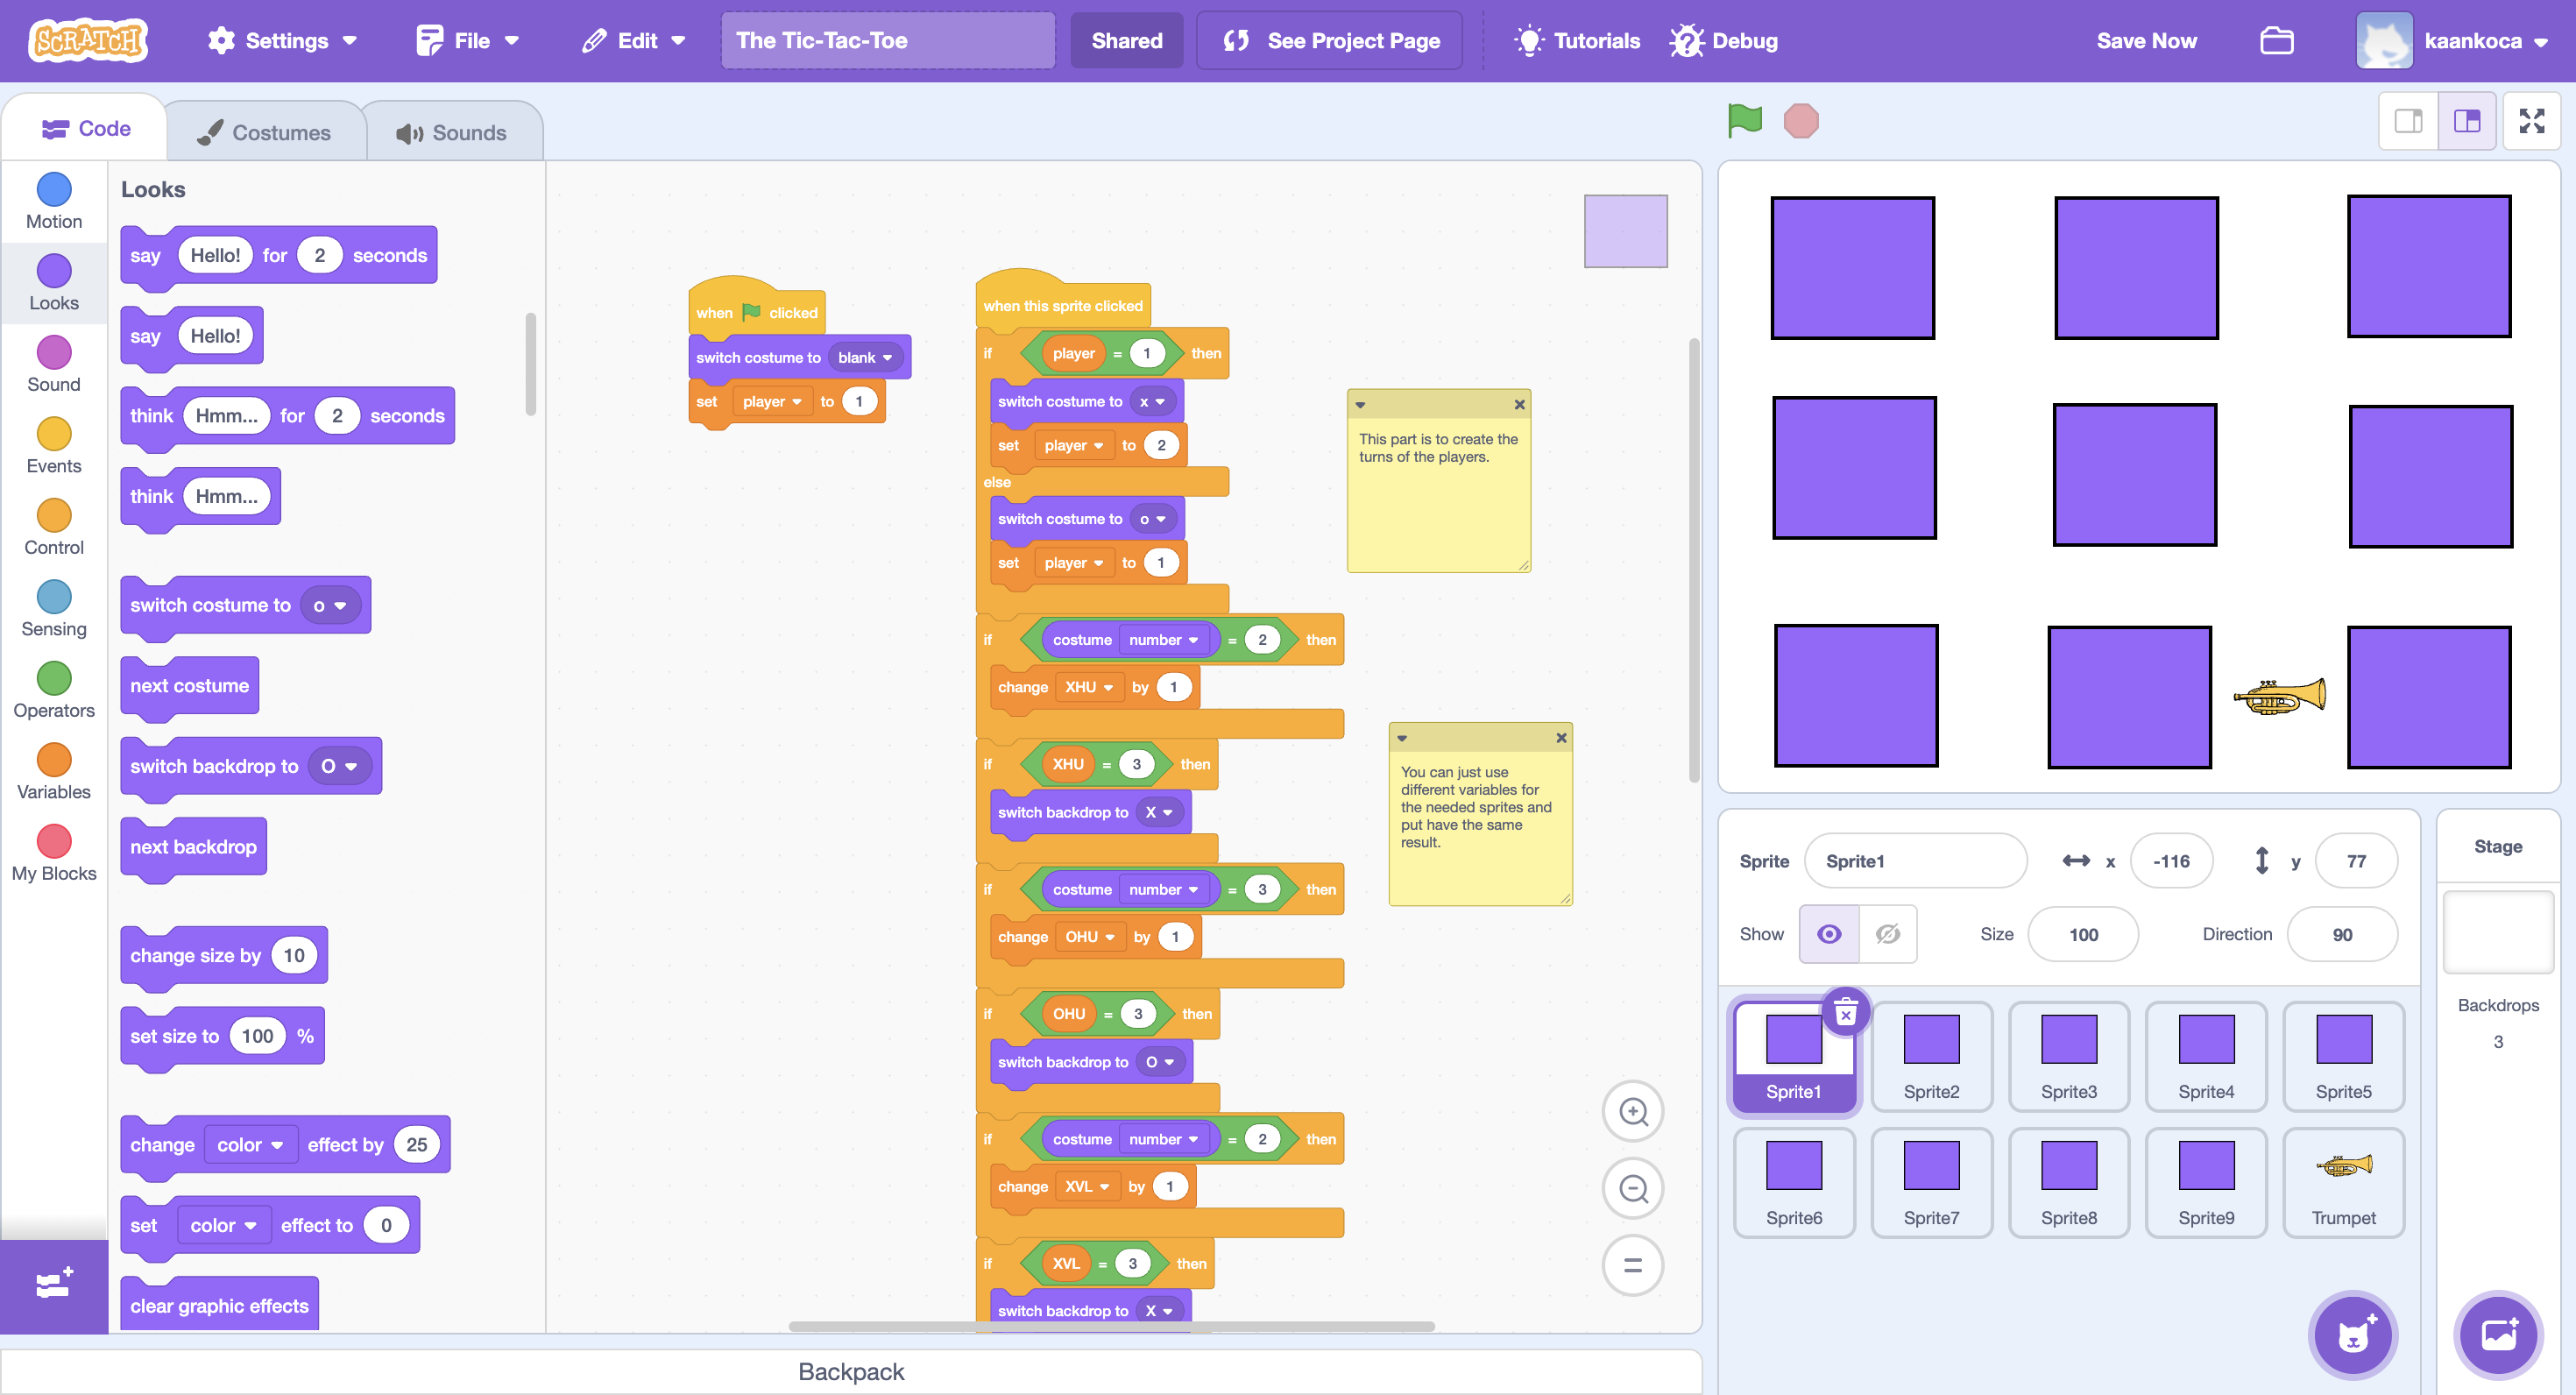 SCRATCH
Settings
File
Edit
The Tic-Tac-Toe
Shared
See Project Page
Tutorials
Debug
Save Now
kaankoca
Code
Costumes
Sounds
Motion
Looks
Sound
Events
Control
Sensing
Operators
Variables
My Blocks
Looks
say Hello! for 2 seconds
say Hello!
think Hmm... for 2 seconds
think Hmm...
switch costume to o
next costume
switch backdrop to O
next backdrop
change size by 10
set size to 100 %
change color effect by 25
set color effect to 0
clear graphic effects
when clicked
switch costume to blank
set player to 1
when this sprite clicked
if player = 1 then
switch costume to x
set player to 2
else
switch costume to o
set player to 1
if costume number = 2 then
change XHU by 1
if XHU = 3 then
switch backdrop to X
if costume number = 3 then
change OHU by 1
if OHU = 3 then
switch backdrop to O
if costume number = 2 then
change XVL by 1
if XVL = 3 then
switch backdrop to X
This part is to create the
turns of the players.
You can just use
different variables for
the needed sprites and
put have the same
result.
Backpack
Sprite Sprite1 x -116 y 77
Show Size 100 Direction 90
Sprite1
Sprite2
Sprite3
Sprite4
Sprite5
Sprite6
Sprite7
Sprite8
Sprite9
Trumpet
Stage
Backdrops
3